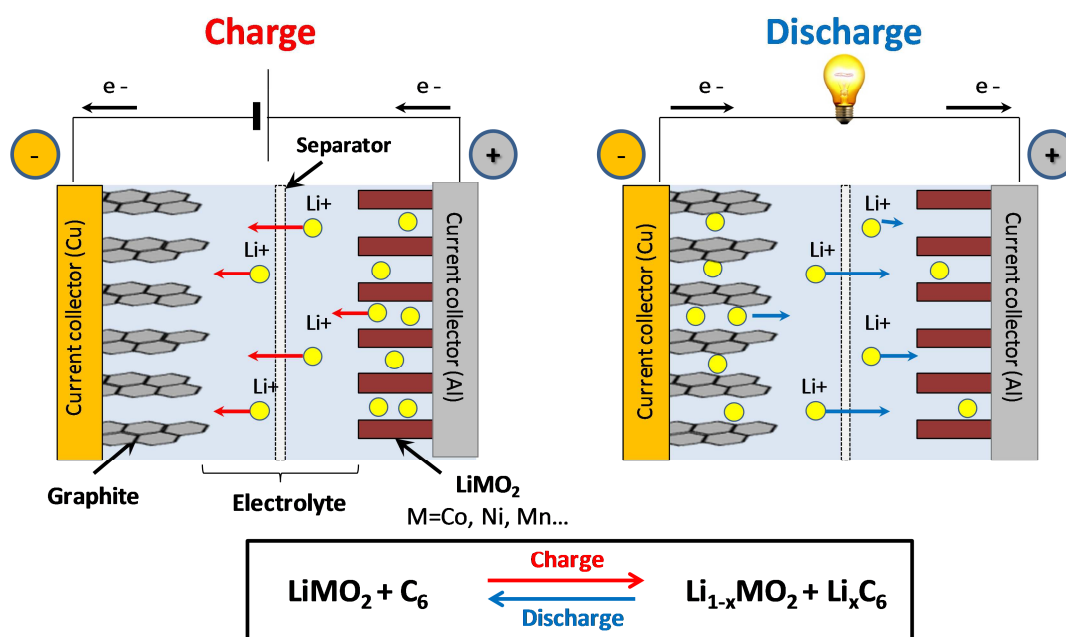 Charge
Discharge
e -
e -
e -
e -
-
Separator
+
-
+
Current collector (Cu)
Li+
Li+
Li+
Li+
Current collector (Al)
Current collector (Cu)
Li+
Li+
Li+
Li+
Current collector (Al)
Graphite
Electrolyte
LiMO₂
M=Co, Ni, Mn...
Charge
LiMO₂ + C₆
Li₁₋ₓMO₂ + LiₓC₆
Discharge